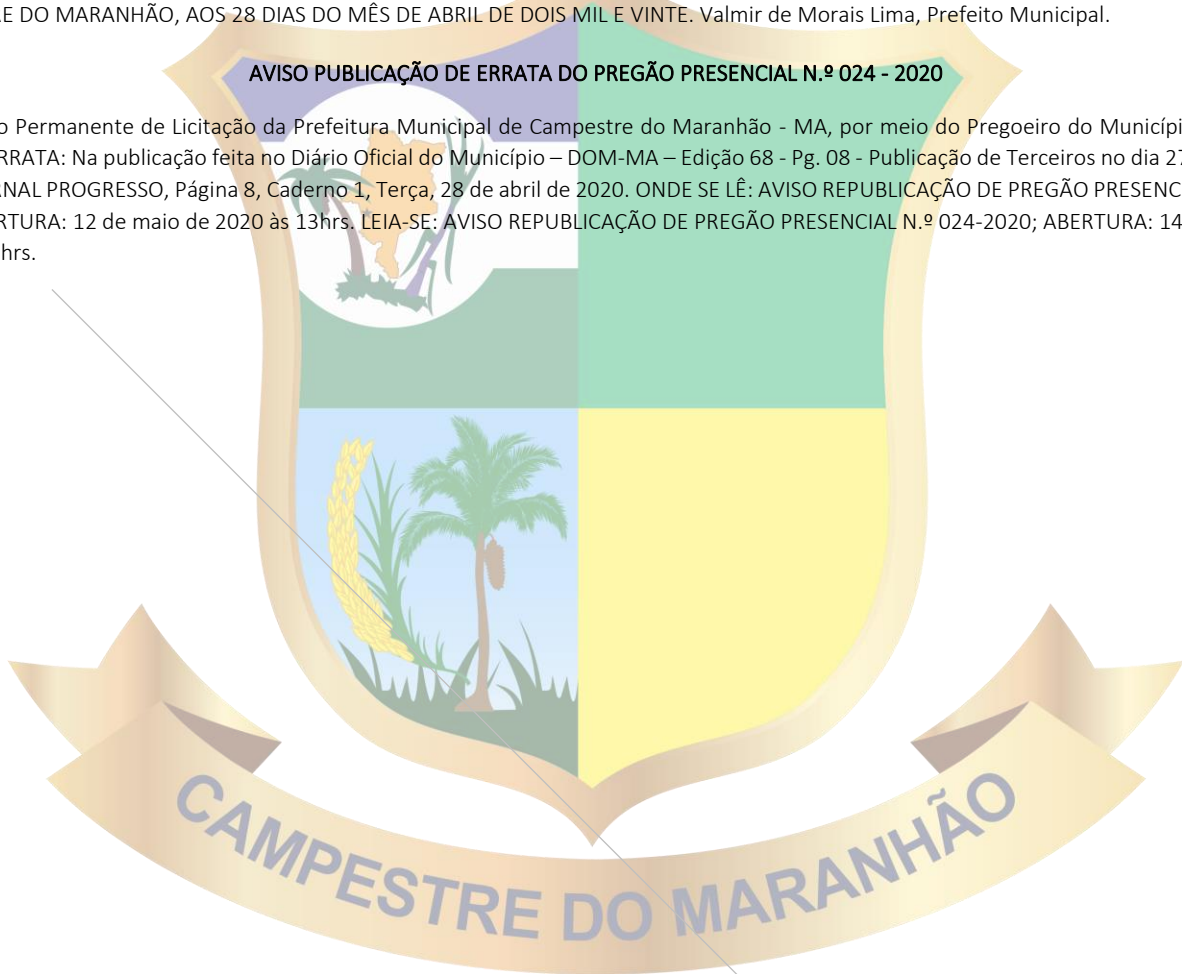 E DO MARANHÃO, AOS 28 DIAS DO MÊS DE ABRIL DE DOIS MIL E VINTE. Valmir de Morais Lima, Prefeito Municipal.
AVISO PUBLICAÇÃO DE ERRATA DO PREGÃO PRESENCIAL N.º 024 - 2020
o Permanente de Licitação da Prefeitura Municipal de Campestre do Maranhão - MA, por meio do Pregoeiro do Municípi
RRATA: Na publicação feita no Diário Oficial do Município – DOM-MA – Edição 68 - Pg. 08 - Publicação de Terceiros no dia 27
RNAL PROGRESSO, Página 8, Caderno 1, Terça, 28 de abril de 2020. ONDE SE LÊ: AVISO REPUBLICAÇÃO DE PREGÃO PRESENC
RTURA: 12 de maio de 2020 às 13hrs. LEIA-SE: AVISO REPUBLICAÇÃO DE PREGÃO PRESENCIAL N.º 024-2020; ABERTURA: 14
hrs.
CAMPESTRE DO MARANHÃO